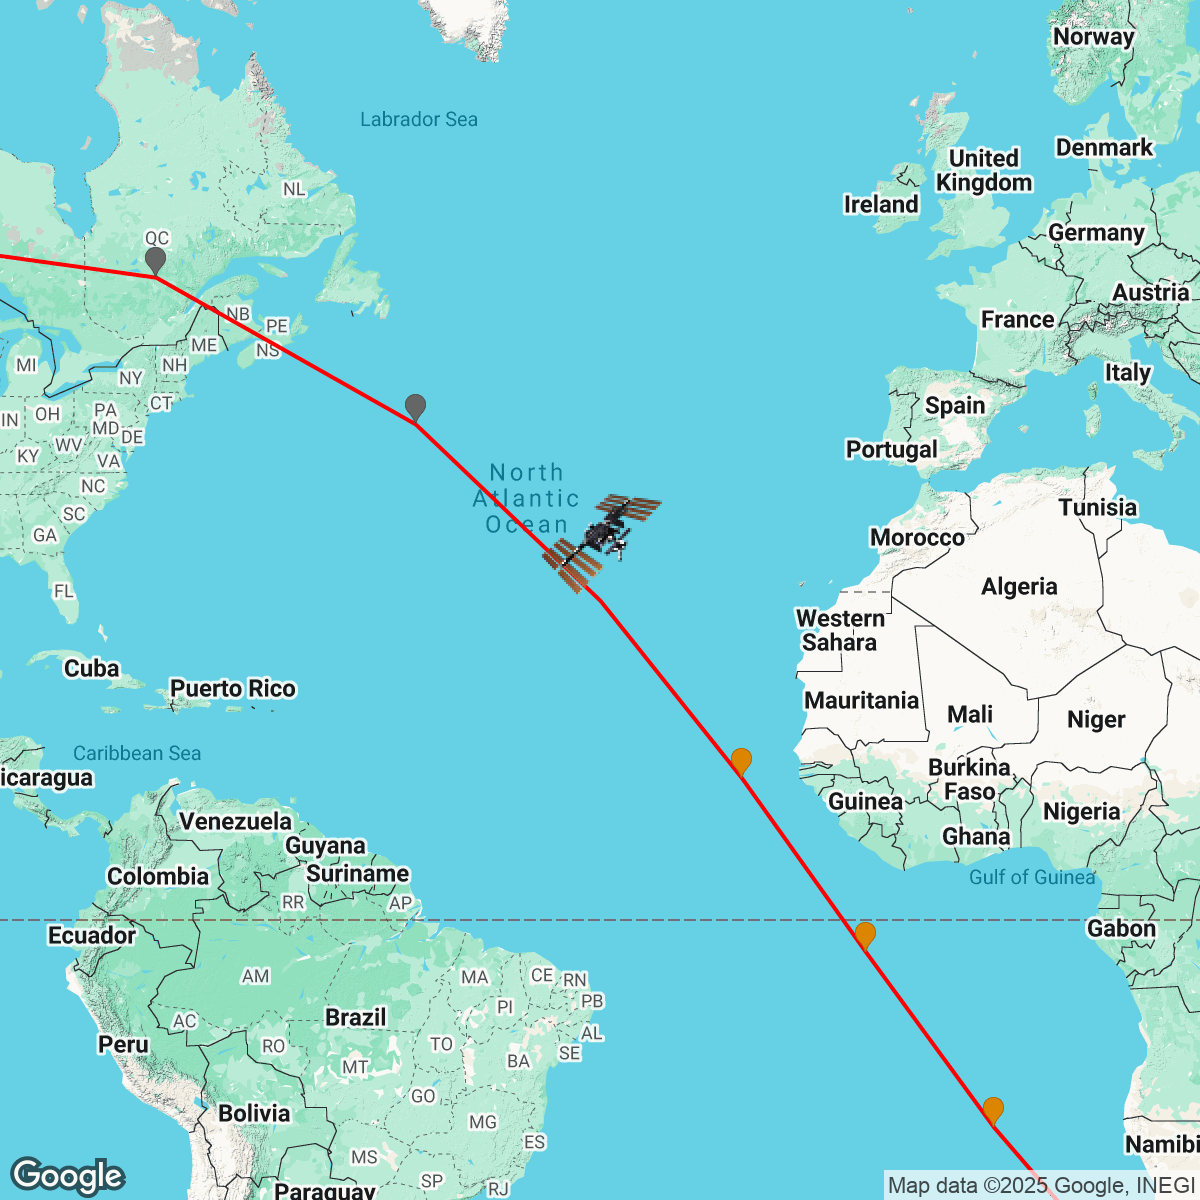 Norway
Labrador Sea
Denmark
United
Kingdom
NL
Ireland
Germany
QC
Austria
NB
France
PE
ME
NS
MI
NH
Italy
NY
CT
Spain
IN
OH
PA
MD
DE
WV
Portugal
KY
VA
North
Atlantic
Ocean
NC
Tunisia
SC
GA
Morocco
Algeria
FL
Western
Sahara
Cuba
Puerto Rico
Mauritania
Mali
Niger
Caribbean Sea
icaragua
Burkina
Faso
Guinea
Nigeria
Venezuela
Ghana
Guyana
Colombia
Suriname
Gulf of Guinea
RR
AP
Ecuador
Gabon
AM
MA
CE
RN
PB
PI
Brazil
AC
AL
Peru
RO
TO
SE
MT
BA
GO
Bolivia
MG
ES
Namibi
MS
SP
RJ
Paraguay
Google
Map data ©2025 Google, INEGI